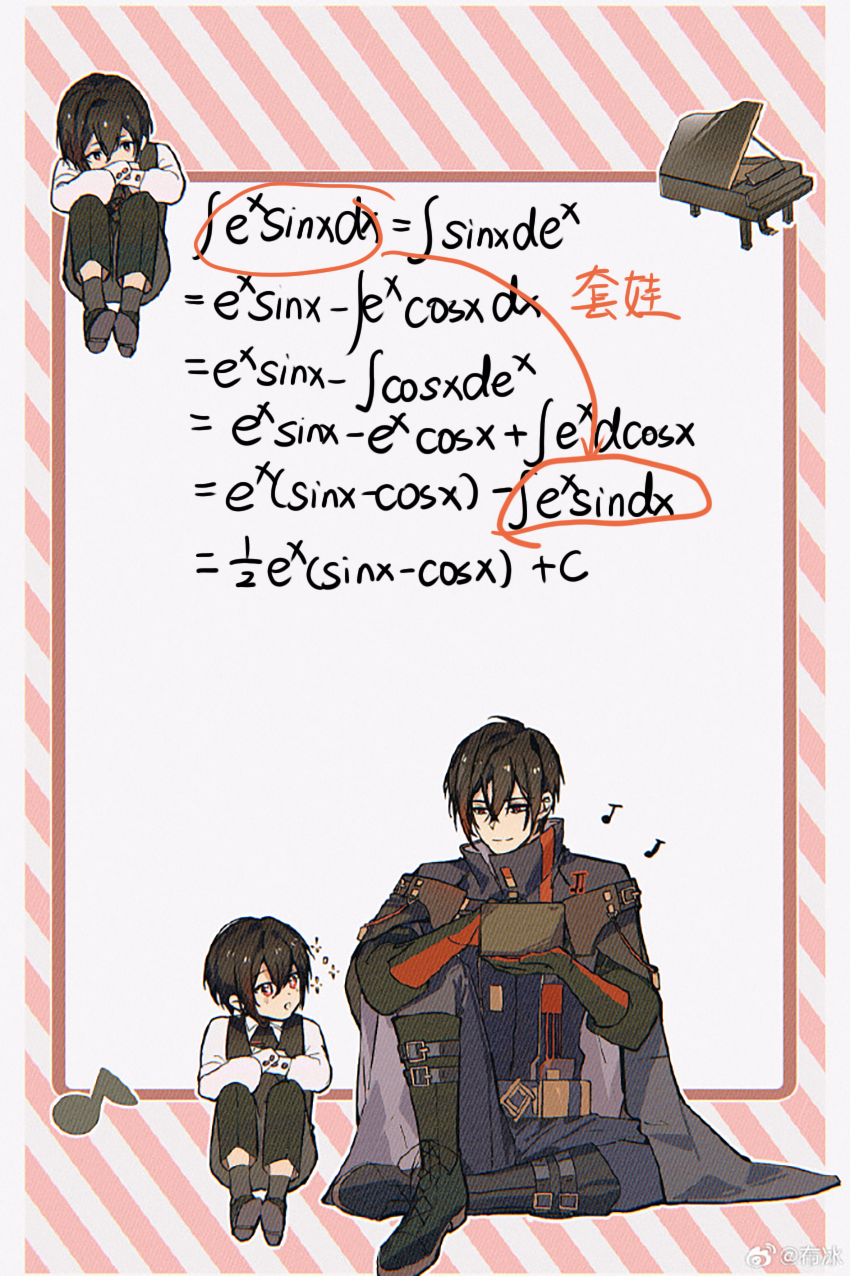 ∫e^x sinxdx = ∫sinxde^x
= e^x sinx - ∫e^x cosx dx
套娃
= e^x sinx - ∫cosxde^x
= e^x sinx - e^x cosx + ∫e^x dcosx
= e^x(sinx-cosx) - ∫e^x sindx
= 1/2 e^x(sinx-cosx) + C
@布冰